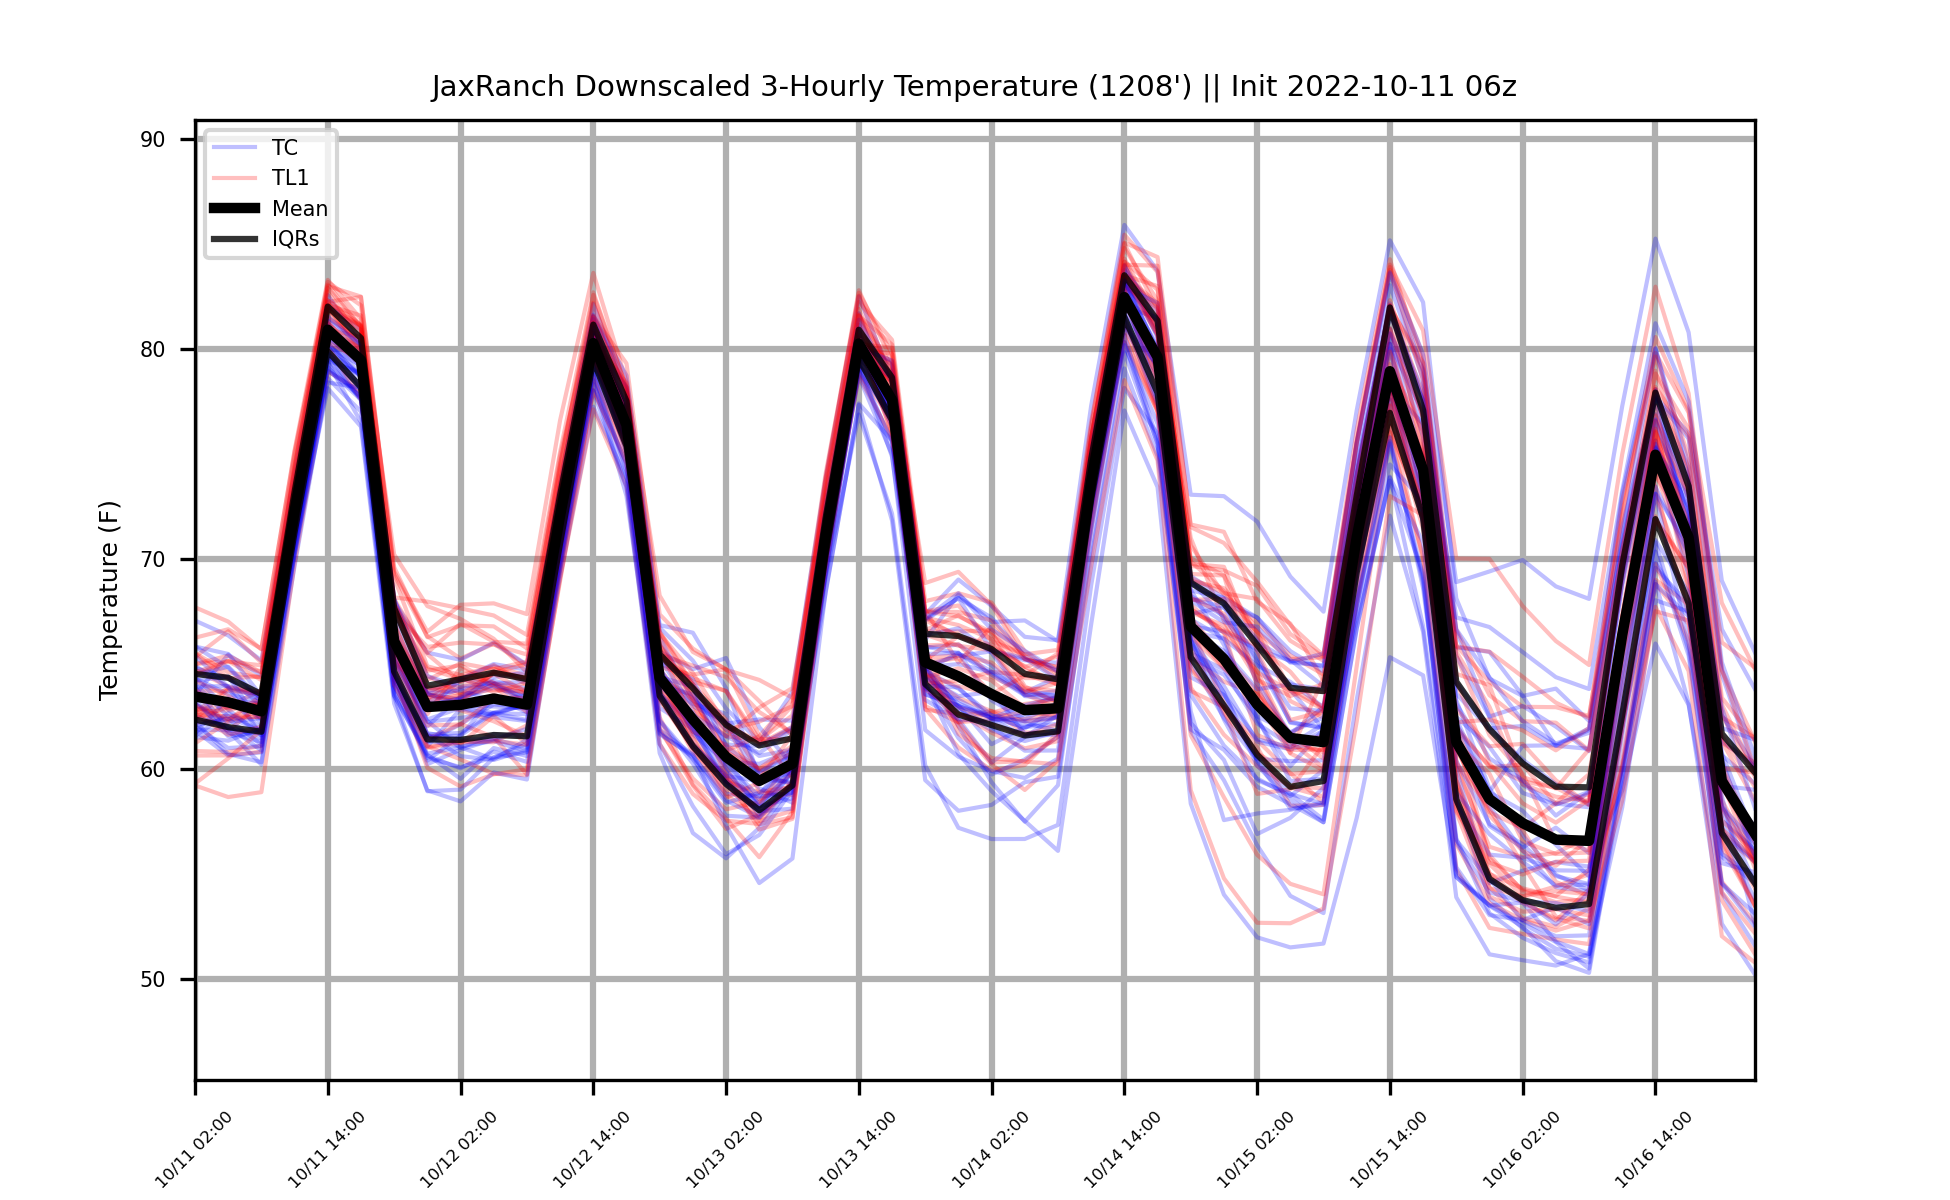 JaxRanch Downscaled 3-Hourly Temperature (1208') || Init 2022-10-11 06z
TC
TL1
Mean
IQRs
Temperature (F)
90
80
70
60
50
10/11 02:00
10/11 14:00
10/12 02:00
10/12 14:00
10/13 02:00
10/13 14:00
10/14 02:00
10/14 14:00
10/15 02:00
10/15 14:00
10/16 02:00
10/16 14:00